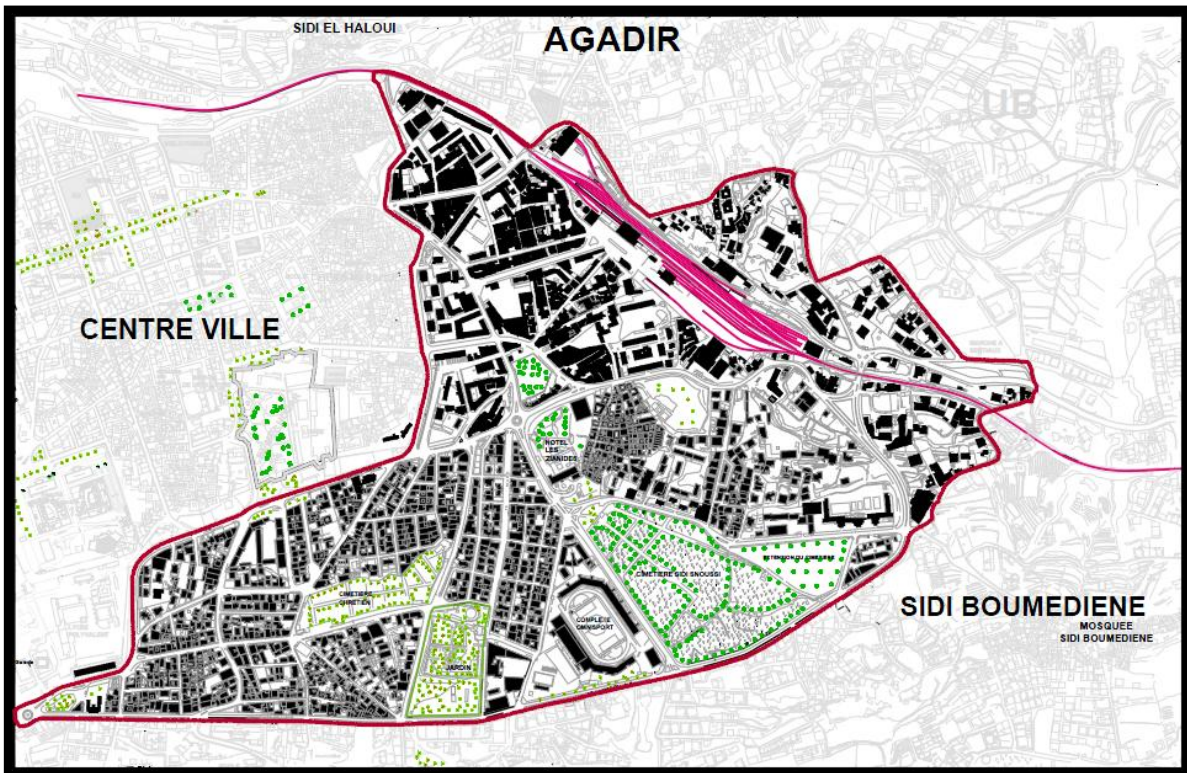 SIDI EL HALOUI
AGADIR
UB
CENTRE VILLE
HOTEL
LES
ZIANIDES
CIMETIERE SIDI SNOUSSI
CIMETIERE
CHRETIEN
COMPLEXE
OMNISPORT
JARDIN
SIDI BOUMEDIENE
MOSQUEE
SIDI BOUMEDIENE